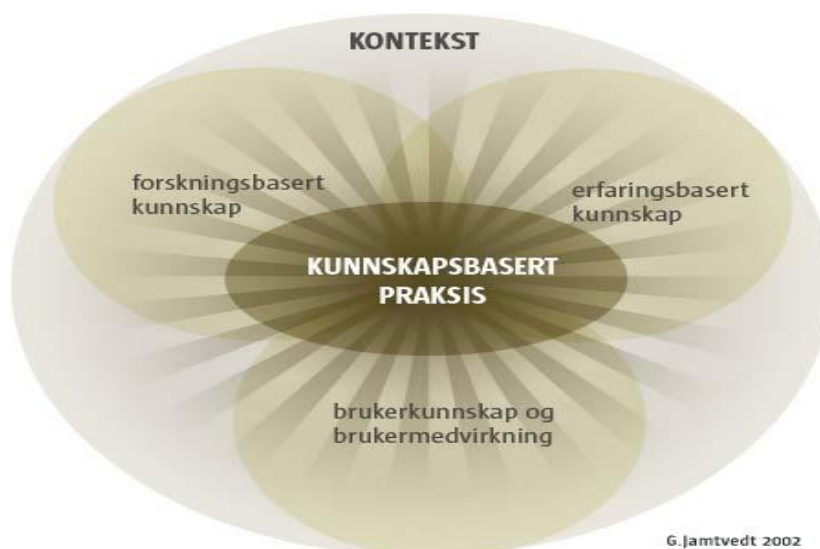 KONTEKST
forskningsbasert
kunnskap
erfaringsbasert
kunnskap
KUNNSKAPSBASERT
PRAKSIS
brukerkunnskap og
brukermedvirkning
G.Jamtvedt 2002